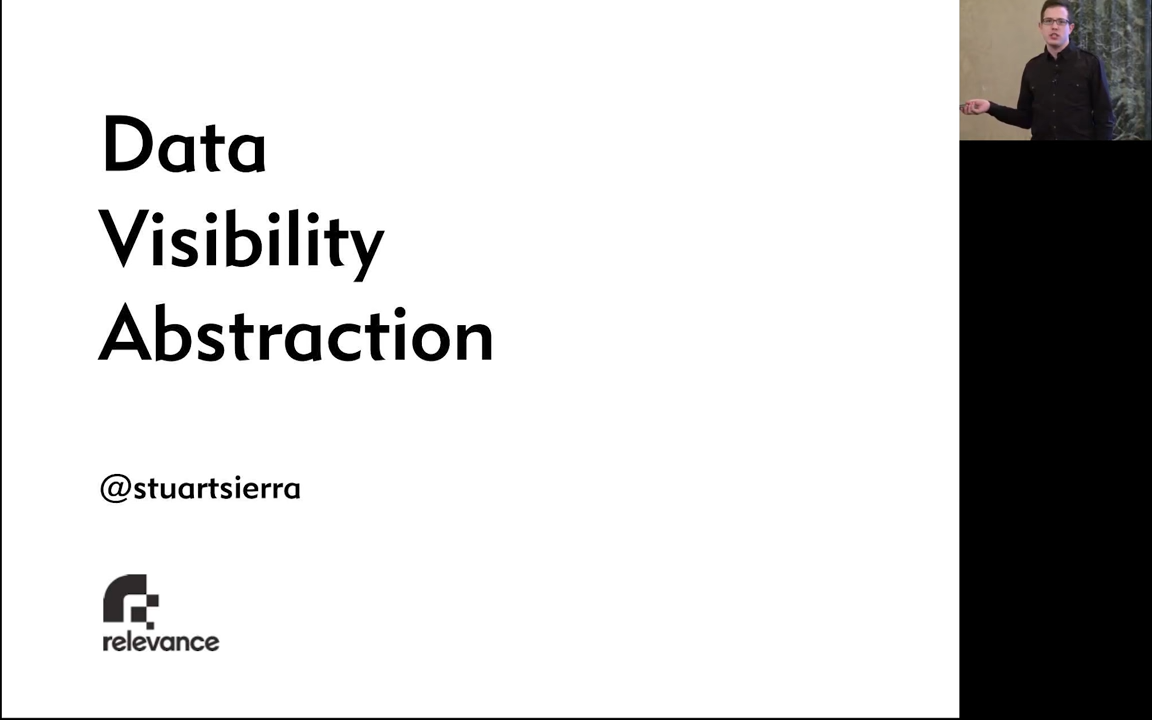 Data
Visibility
Abstraction
@stuartsierra
relevance